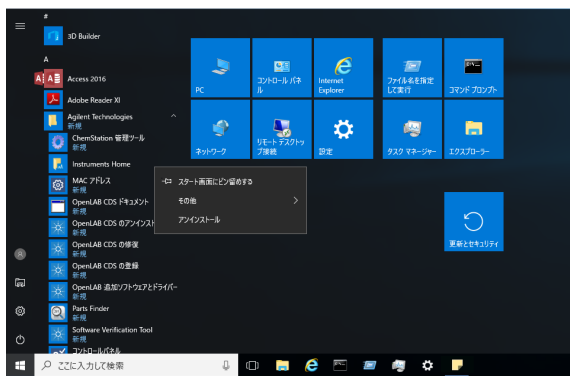 #
3D Builder
A
Access 2016
Adobe Reader XI
Agilent Technologies
新規
ChemStation 管理ツール
新規
Instruments Home
MAC アドレス
新規
OpenLAB CDS ドキュメント
新規
OpenLAB CDS のアンインスト
新規
OpenLAB CDS の修復
新規
OpenLAB CDS の登録
新規
OpenLAB 追加ソフトウェアとドライバー
新規
Parts Finder
新規
Software Verification Tool
新規
コントロールパネル
スタート画面にピン留めする
その他
アンインストール
PC
コントロール パネ
ル
Internet
Explorer
ファイル名を指定
して実行
コマンド プロンプト
ネットワーク
リモート デスクトッ
プ接続
設定
タスク マネージャー
エクスプローラー
更新とセキュリティ
ここに入力して検索